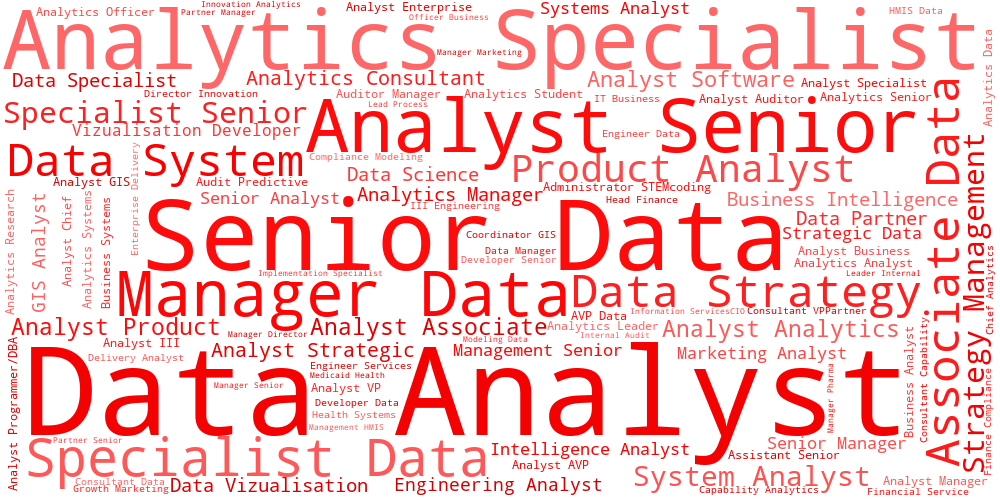 Analytics Officer
Innovation Analytics
Partner Manager
Analyst Enterprise
Officer Business
Systems Analyst
HMIS Data
Analytics Specialist
Manager Marketing
Analytics Data
Data Specialist
Analytics Consultant
Analyst Software
Analyst Specialist
Director Innovation
Auditor Manager
Analytics Student
IT Business
Analyst Auditor
Analytics Senior
Lead Process
Specialist Senior
Analyst Senior
Vizualisation Developer
Engineer Data
Associate Data
Data System
Enterprise Delivery
Compliance Modeling
Product Analyst
Strategy Management
Data Science
Analyst GIS
Audit Predictive
Administrator STEMcoding
Senior Analyst
Analytics Manager
Head Finance
Business Intelligence
III Engineering
Analytics Research
GIS Analyst
Analyst Chief
Analytics Systems
Business Systems
Senior Data
Data Partner
Coordinator GIS
Strategic Data
Data Manager
Analyst Business
Developer Senior
Analytics Analyst
Implementation Specialist
Leader Internal
Chief Analytics
Manager Data
Data Strategy
Information ServicesCIO
Consultant VPPartner
AVP Data
Analyst Product
Analyst Associate
Analytics Leader
Analyst Analytics
Manager Director
Internal Audit
Modeling Data
Analyst III
Analyst Programmer/DBA
Analyst Strategic
Management Senior
Marketing Analyst
Business Analyst
Consultant Capability
Finance Compliance
Delivery Analyst
Engineer Services
Medicaid Health
Data Analyst
Manager Senior
Analyst VP
Manager Pharma
Developer Data
Health Systems
Management HMIS
Partner Senior
Specialist Data
Intelligence Analyst
Senior Manager
Assistant Senior
Analyst AVP
System Analyst
Consultant Data
Growth Marketing
Data Vizualisation
Engineering Analyst
Capability Analytics
Analyst Manager
Financial Service